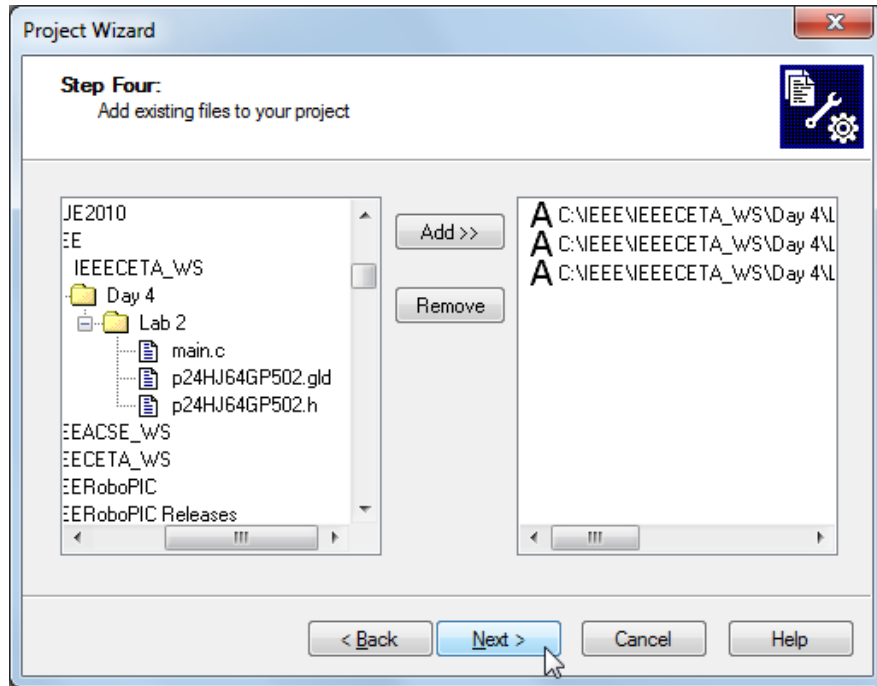 Project Wizard
Step Four:
Add existing files to your project
JE2010
EE
IEEECETA_WS
Day 4
Lab 2
main.c
p24HJ64GP502.gld
p24HJ64GP502.h
EEACSE_WS
EECETA_WS
EERoboPIC
EERoboPIC Releases
Add >>
Remove
A C:\IEEE\IEEECETA_WS\Day 4\L
A C:\IEEE\IEEECETA_WS\Day 4\L
A C:\IEEE\IEEECETA_WS\Day 4\L
< Back
Next >
Cancel
Help